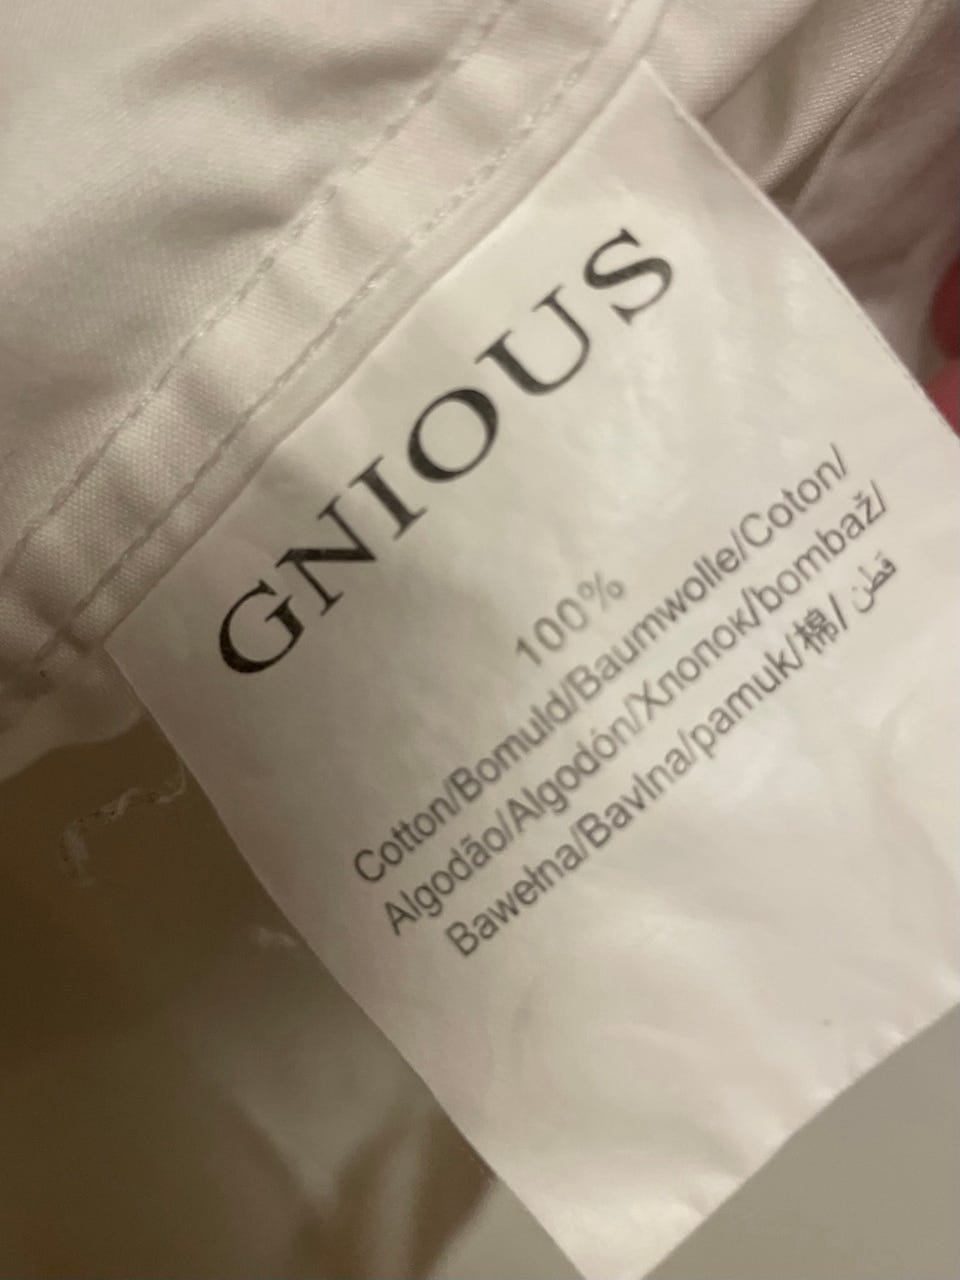 GNIOUS
100%
Cotton/Bomuld/Baumwolle/Coton/
Algodão/Algodón/Хлопок/bombaž/
Bawełna/Bavlna/pamuk/棉/ قطن